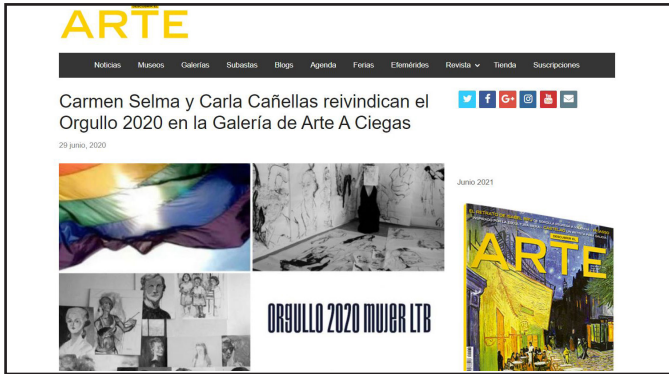 ARTE
Noticias Museos Galerías Subastas Blogs Agenda Ferias Efemérides Revista Tienda Suscripciones
Carmen Selma y Carla Cañellas reivindican el
Orgullo 2020 en la Galería de Arte A Ciegas
29 junio, 2020
ORGULLO 2020 MUJER LTB
Junio 2021
ARTE